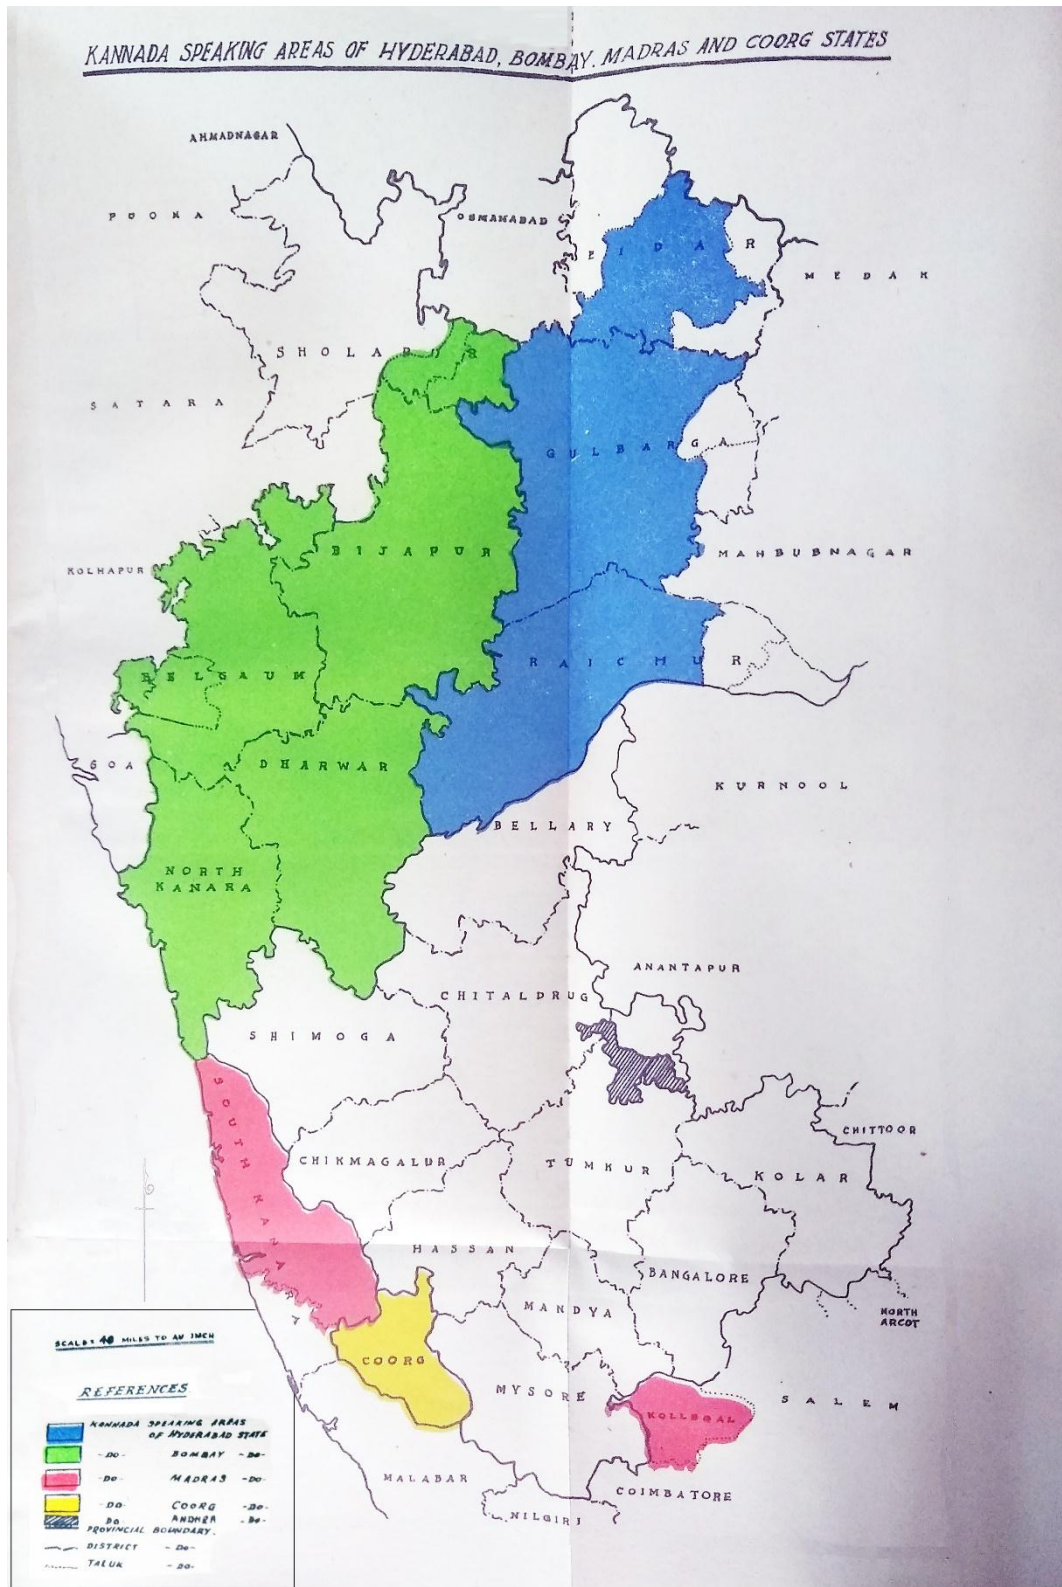 KANNADA SPEAKING AREAS OF HYDERABAD, BOMBAY. MADRAS AND COORG STATES
AHMADNAGAR
POONA
OSMANABAD
BIDAR
MEDAK
SHOLAPUR
SATARA
GULBARGA
BIJAPUR
MAHBUBNAGAR
KOLHAPUR
RAICHUR
BELGAUM
GOA
DHARWAR
KURNOOL
BELLARY
NORTH
KANARA
ANANTAPUR
CHITALDRUG
SHIMOGA
SOUTH KANARA
CHITTOOR
CHIKMAGALUR
TUMKUR
KOLAR
HASSAN
BANGALORE
MANDYA
NORTH
ARCOT
COORG
MYSORE
KOLLEGAL
SALEM
MALABAR
COIMBATORE
NILGIRI
SCALE: 40 MILES TO AN INCH
REFERENCES
KANNADA SPEAKING AREAS
OF HYDERABAD STATE
-DO- BOMBAY -DO-
-DO- MADRAS -DO-
-DO- COORG -DO-
DO ANDHRA -DO-
PROVINCIAL BOUNDARY.
DISTRICT -DO-
TALUK -DO-